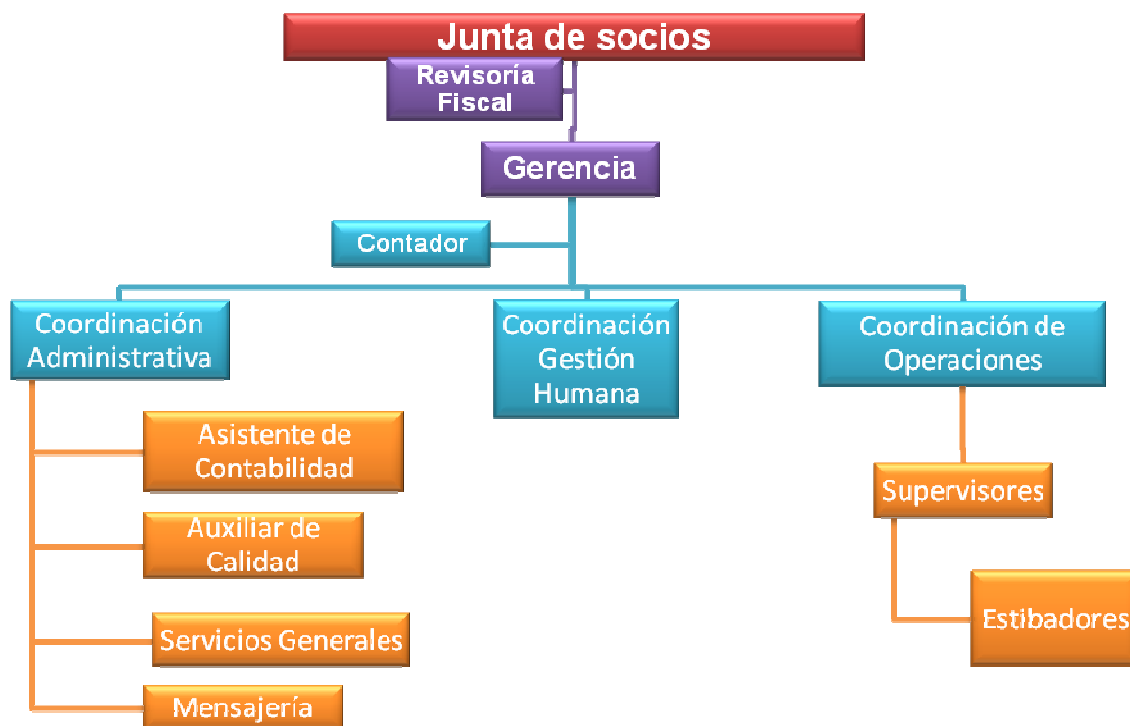 Junta de socios
Revisoría
Fiscal
Gerencia
Contador
Coordinación
Administrativa
Coordinación
Gestión
Humana
Coordinación de
Operaciones
Asistente de
Contabilidad
Auxiliar de
Calidad
Servicios Generales
Mensajería
Supervisores
Estibadores